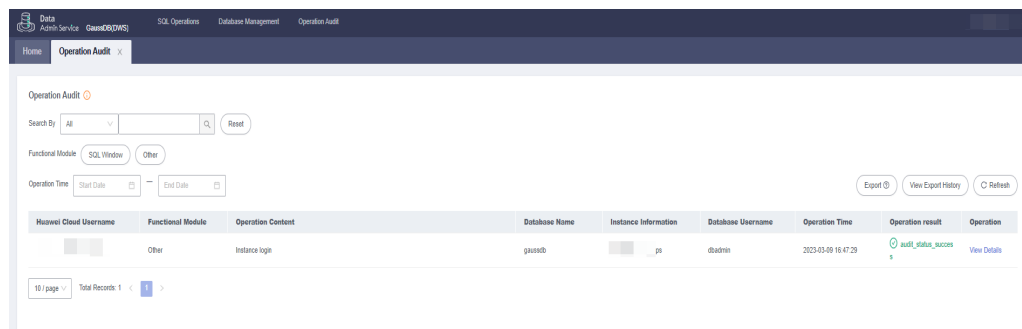 Data
Admin Service GaussDB(DWS) SQL Operations Database Management Operation Audit
Home Operation Audit X
Operation Audit
Search By All Reset
Functional Module SQL Window Other
Operation Time Start Date — End Date Export View Export History Refresh
Huawei Cloud Username Functional Module Operation Content Database Name Instance Information Database Username Operation Time Operation result Operation
Other Instance login gaussdb ps dbadmin 2023-03-09 16:47:29 audit_status_succes View Details
s
10 / page Total Records: 1 < 1 >